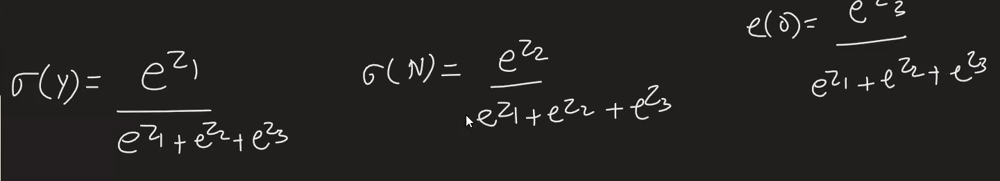 σ(Y) = e^z1 / (e^z1 + e^z2 + e^z3)
σ(N) = e^z2 / (e^z1 + e^z2 + e^z3)
e(0) = e^z3 / (e^z1 + e^z2 + e^z3)